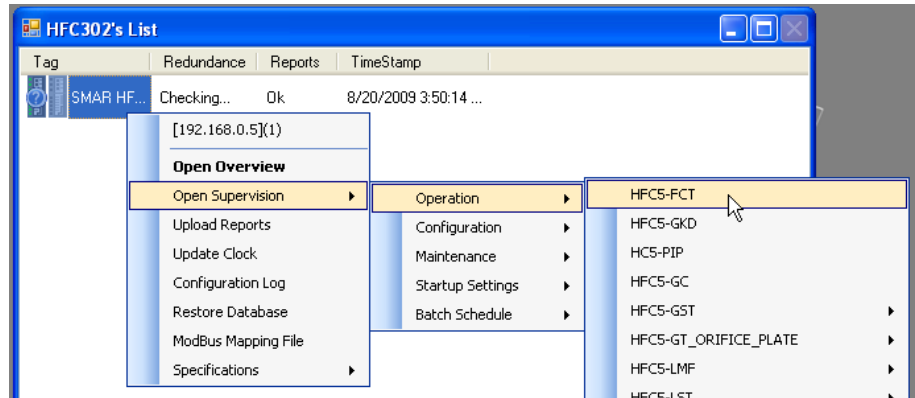 HFC302's List
Tag Redundance Reports TimeStamp
SMAR HF... Checking... Ok 8/20/2009 3:50:14 ...
[192.168.0.5](1)
Open Overview
Open Supervision
Upload Reports
Update Clock
Configuration Log
Restore Database
ModBus Mapping File
Specifications
Operation
Configuration
Maintenance
Startup Settings
Batch Schedule
HFC5-FCT
HFC5-GKD
HC5-PIP
HFC5-GC
HFC5-GST
HFC5-GT_ORIFICE_PLATE
HFC5-LMF
HFC5-LST